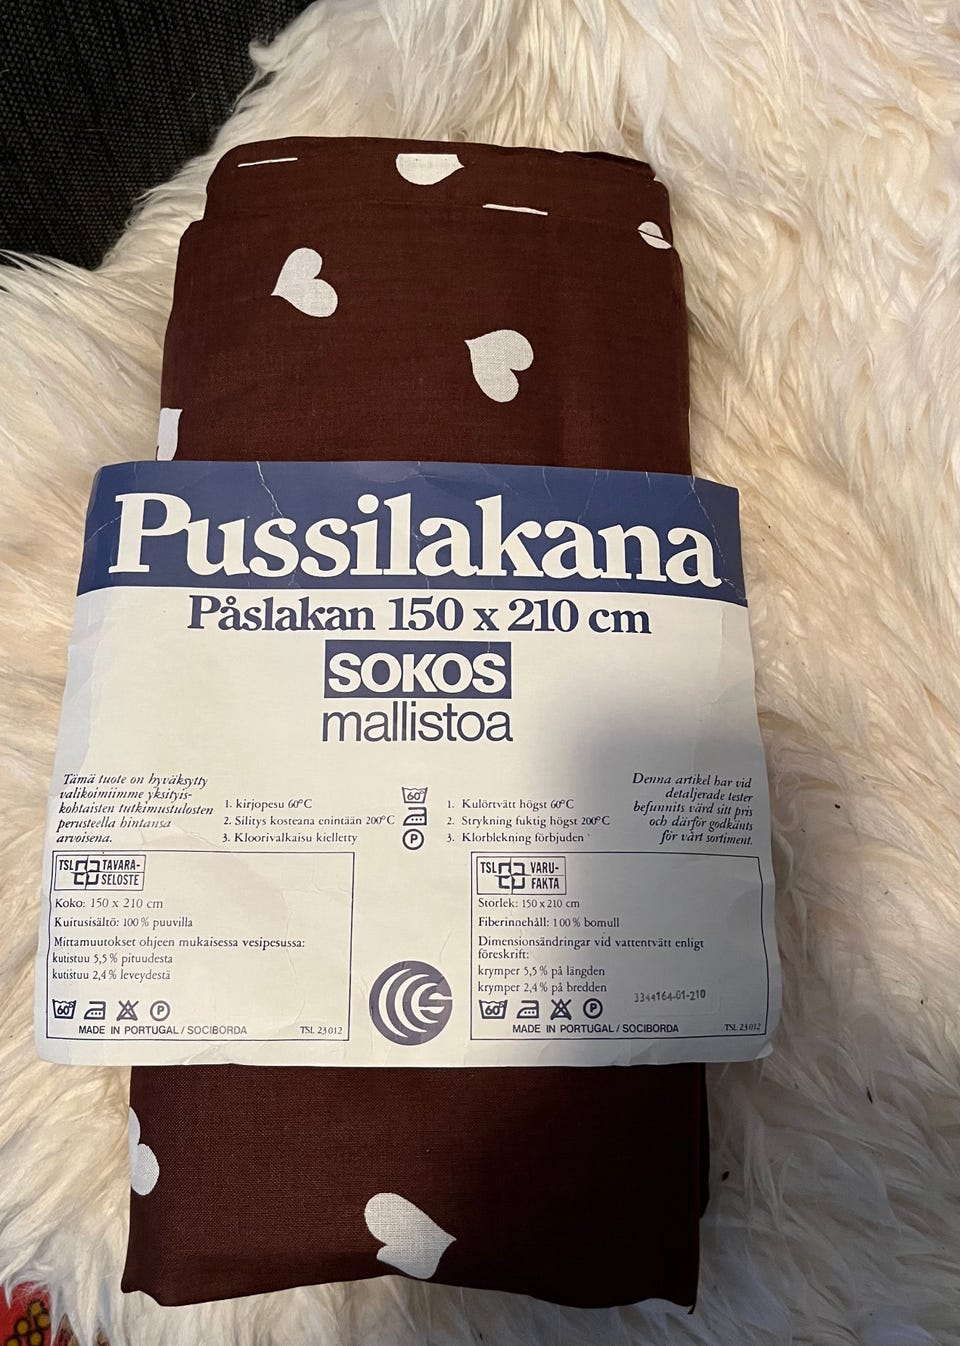 Pussilakana
Påslakan 150 x 210 cm
SOKOS
mallistoa
Tämä tuote on hyväksytty
valikoimiimme yksityis-
kohtaisten tutkimustulosten
perusteella hintansa
arvoisena.
1. kirjopesu 60°C
2. Silitys kosteana enintään 200°C
3. Kloorivalkaisu kielletty
60°
P
1. Kulörtvätt högst 60°C
2. Strykning fuktig högst 200°C
3. Klorblekning förbjuden
Denna artikel har vid
detaljerade tester
befunnits värd sitt pris
och därför godkänts
för vårt sortiment.
TSL TAVARA-
SELOSTE
Koko: 150 x 210 cm
Kuitusisältö: 100 % puuvilla
Mittamuutokset ohjeen mukaisessa vesipesussa:
kutistuu 5,5 % pituudesta
kutistuu 2,4 % leveydestä
60° P
MADE IN PORTUGAL / SOCIBORDA TSL 23012
TSL VARU-
FAKTA
Storlek: 150 x 210 cm
Fiberinnehåll: 100 % bomull
Dimensionsändringar vid vattentvätt enligt
föreskrift:
krymper 5,5 % på längden
krymper 2,4 % på bredden
3344164-01-210
60° P
MADE IN PORTUGAL / SOCIBORDA TSL 23012